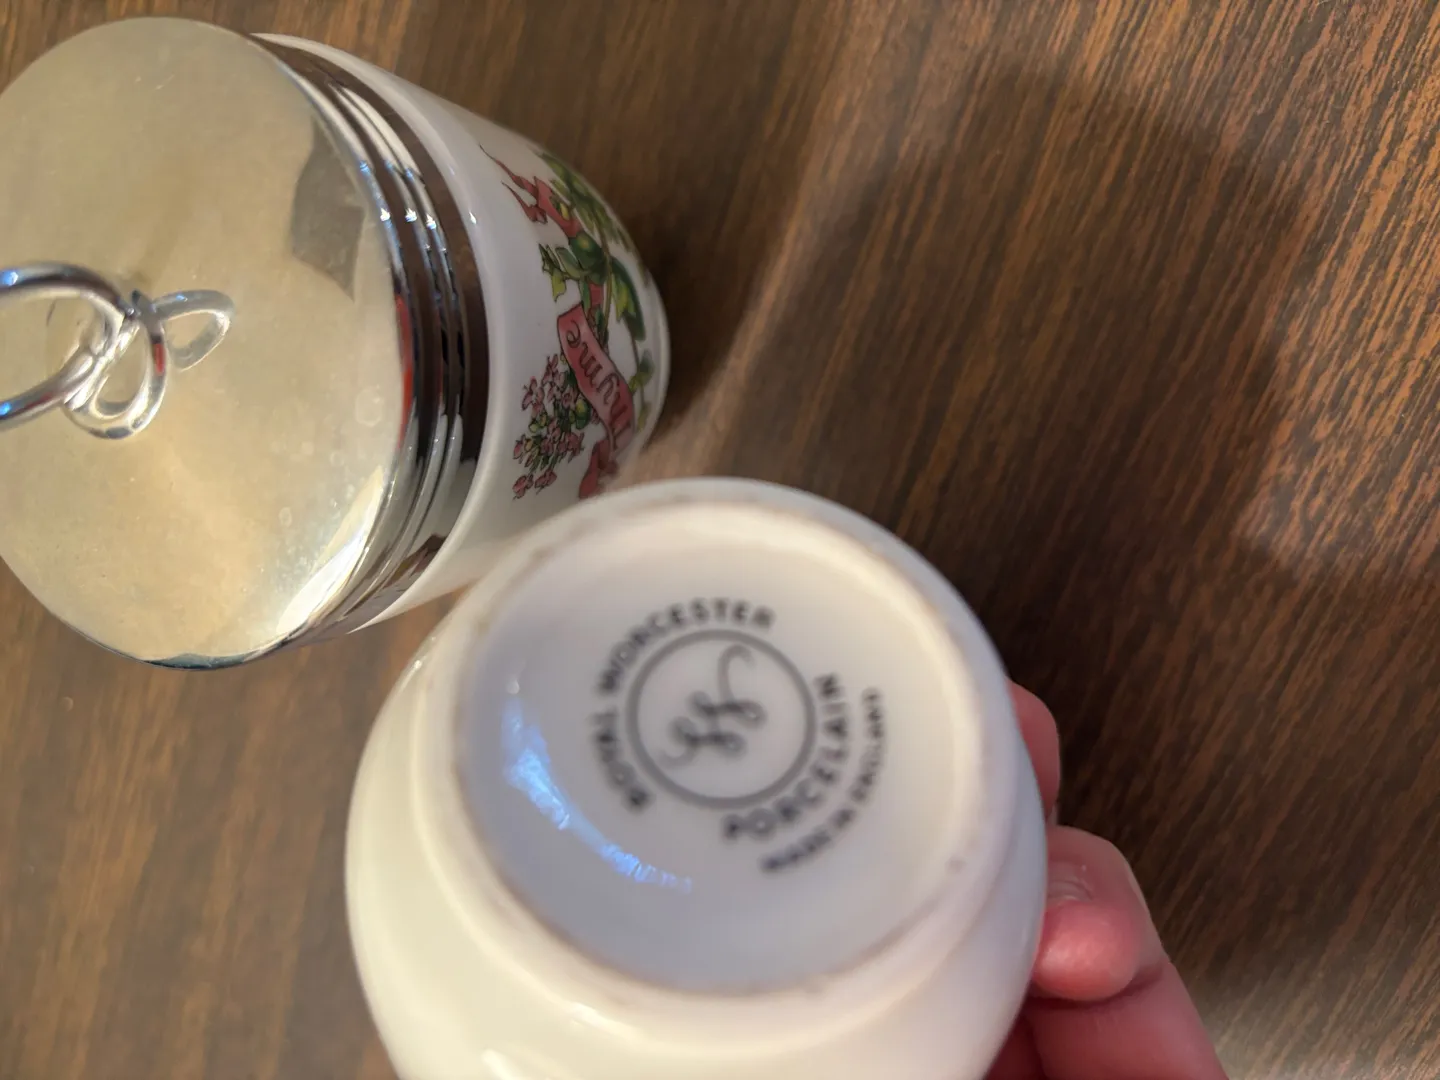 Thyme
ROYAL WORCESTER
PORCELAIN
MADE IN ENGLAND